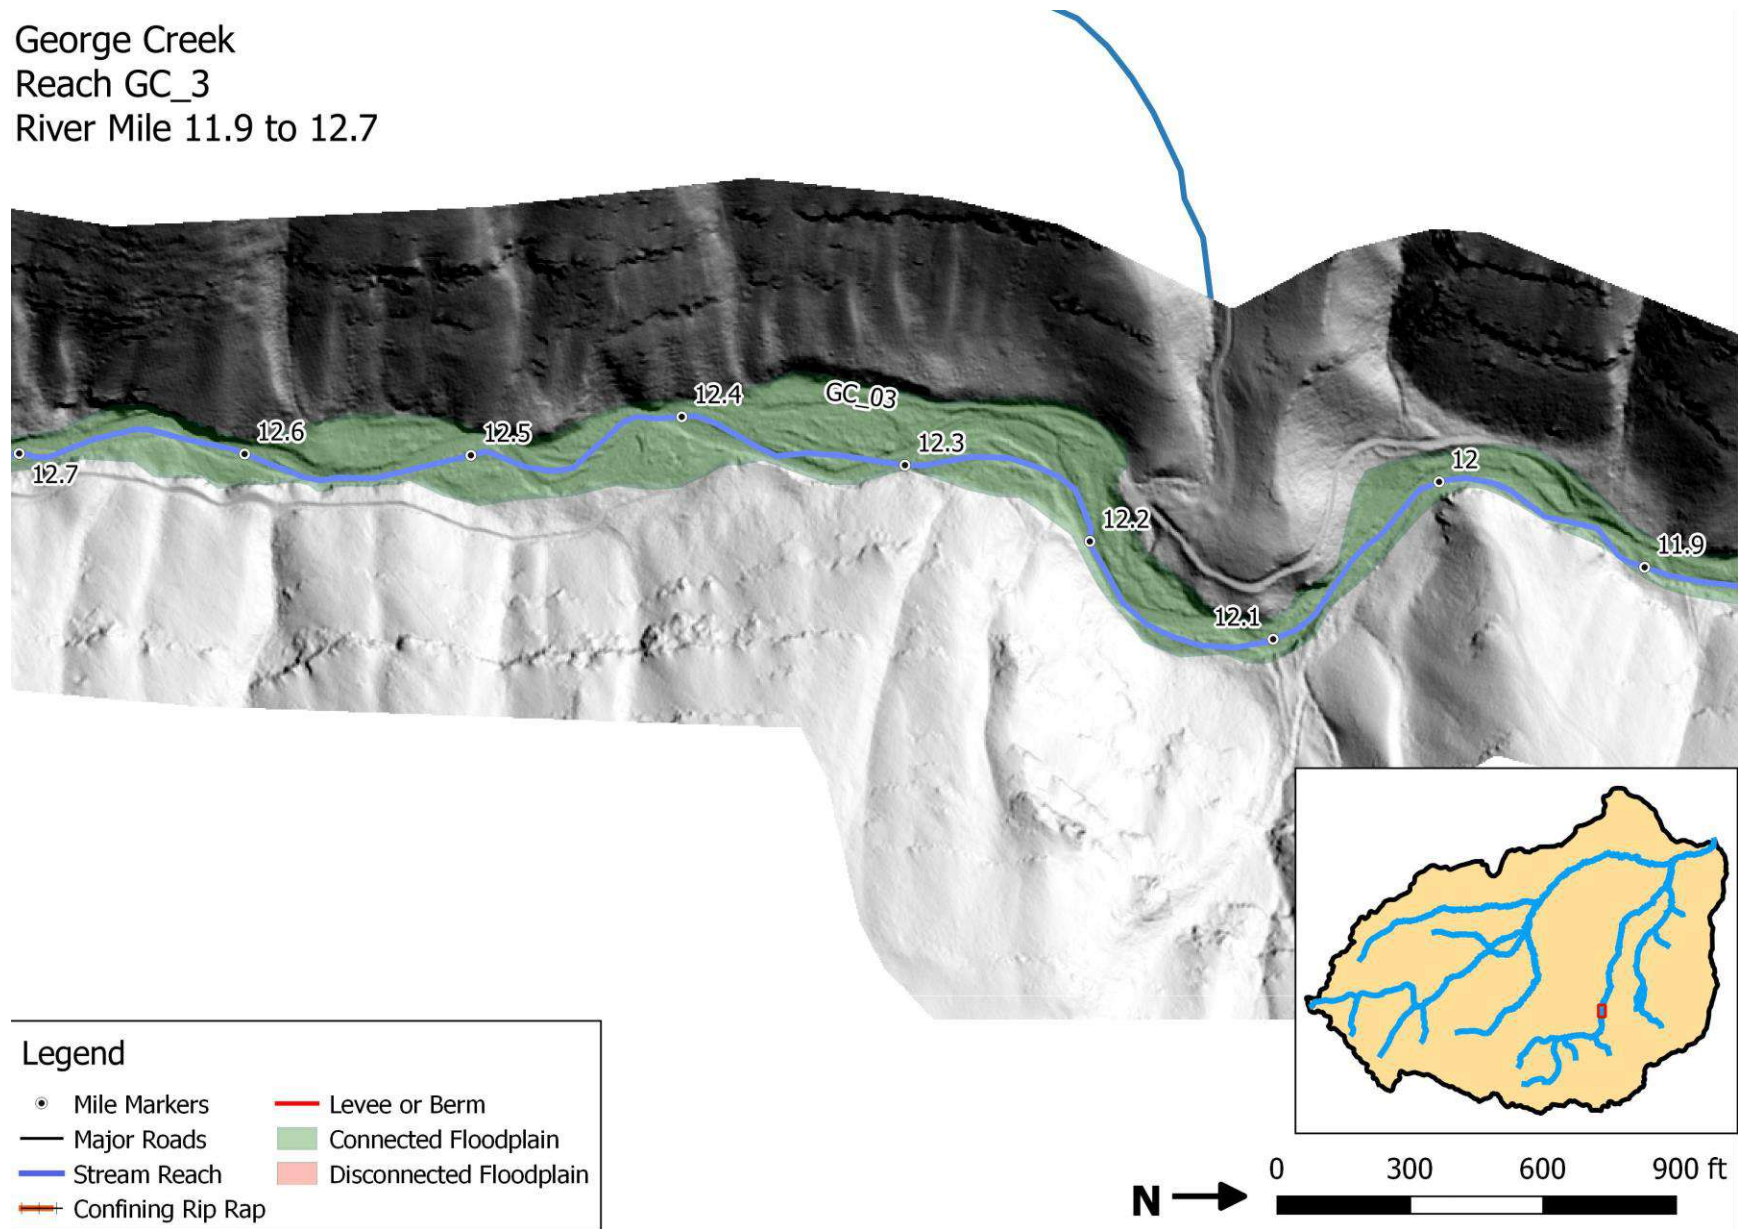 George Creek
Reach GC_3
River Mile 11.9 to 12.7
12.4
GC_03
12.6
12.5
12.3
12
12.7
12.2
11.9
12.1
Legend
Mile Markers
Levee or Berm
Major Roads
Connected Floodplain
Stream Reach
Disconnected Floodplain
Confining Rip Rap
0 300 600 900 ft
N